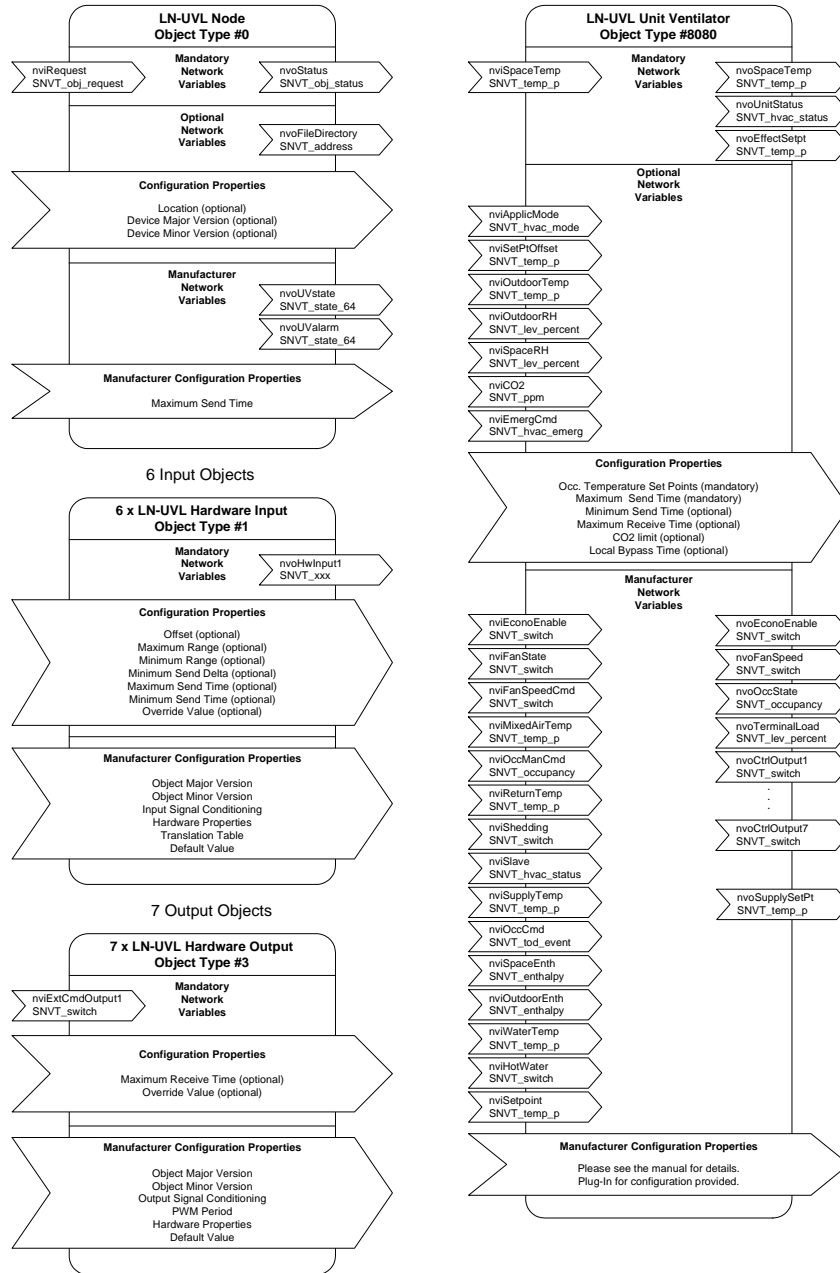 LN-UVL Node
Object Type #0
Mandatory
Network
Variables
nviRequest
SNVT_obj_request
nvoStatus
SNVT_obj_status
Optional
Network
Variables
nvoFileDirectory
SNVT_address
Configuration Properties
Location (optional)
Device Major Version (optional)
Device Minor Version (optional)
Manufacturer
Network
Variables
nvoUVstate
SNVT_state_64
nvoUValarm
SNVT_state_64
Manufacturer Configuration Properties
Maximum Send Time
6 Input Objects
6 x LN-UVL Hardware Input
Object Type #1
Mandatory
Network
Variables
nvoHwInput1
SNVT_xxx
Configuration Properties
Offset (optional)
Maximum Range (optional)
Minimum Range (optional)
Minimum Send Delta (optional)
Maximum Send Time (optional)
Minimum Send Time (optional)
Override Value (optional)
Manufacturer Configuration Properties
Object Major Version
Object Minor Version
Input Signal Conditioning
Hardware Properties
Translation Table
Default Value
7 Output Objects
7 x LN-UVL Hardware Output
Object Type #3
nviExtCmdOutput1
SNVT_switch
Mandatory
Network
Variables
Configuration Properties
Maximum Receive Time (optional)
Override Value (optional)
Manufacturer Configuration Properties
Object Major Version
Object Minor Version
Output Signal Conditioning
PWM Period
Hardware Properties
Default Value
LN-UVL Unit Ventilator
Object Type #8080
nviSpaceTemp
SNVT_temp_p
Mandatory
Network
Variables
nvoSpaceTemp
SNVT_temp_p
nvoUnitStatus
SNVT_hvac_status
nvoEffectSetpt
SNVT_temp_p
Optional
Network
Variables
nviApplicMode
SNVT_hvac_mode
nviSetPtOffset
SNVT_temp_p
nviOutdoorTemp
SNVT_temp_p
nviOutdoorRH
SNVT_lev_percent
nviSpaceRH
SNVT_lev_percent
nviCO2
SNVT_ppm
nviEmergCmd
SNVT_hvac_emerg
Configuration Properties
Occ. Temperature Set Points (mandatory)
Maximum Send Time (mandatory)
Minimum Send Time (optional)
Maximum Receive Time (optional)
CO2 limit (optional)
Local Bypass Time (optional)
Manufacturer
Network
Variables
nviEconoEnable
SNVT_switch
nviFanState
SNVT_switch
nviFanSpeedCmd
SNVT_switch
nviMixedAirTemp
SNVT_temp_p
nviOccManCmd
SNVT_occupancy
nviReturnTemp
SNVT_temp_p
nviShedding
SNVT_switch
nviSlave
SNVT_hvac_status
nviSupplyTemp
SNVT_temp_p
nviOccCmd
SNVT_tod_event
nviSpaceEnth
SNVT_enthalpy
nviOutdoorEnth
SNVT_enthalpy
nviWaterTemp
SNVT_temp_p
nviHotWater
SNVT_switch
nviSetpoint
SNVT_temp_p
nvoEconoEnable
SNVT_switch
nvoFanSpeed
SNVT_switch
nvoOccState
SNVT_occupancy
nvoTerminalLoad
SNVT_lev_percent
nvoCtrlOutput1
SNVT_switch
.
.
.
nvoCtrlOutput7
SNVT_switch
nvoSupplySetPt
SNVT_temp_p
Manufacturer Configuration Properties
Please see the manual for details.
Plug-In for configuration provided.